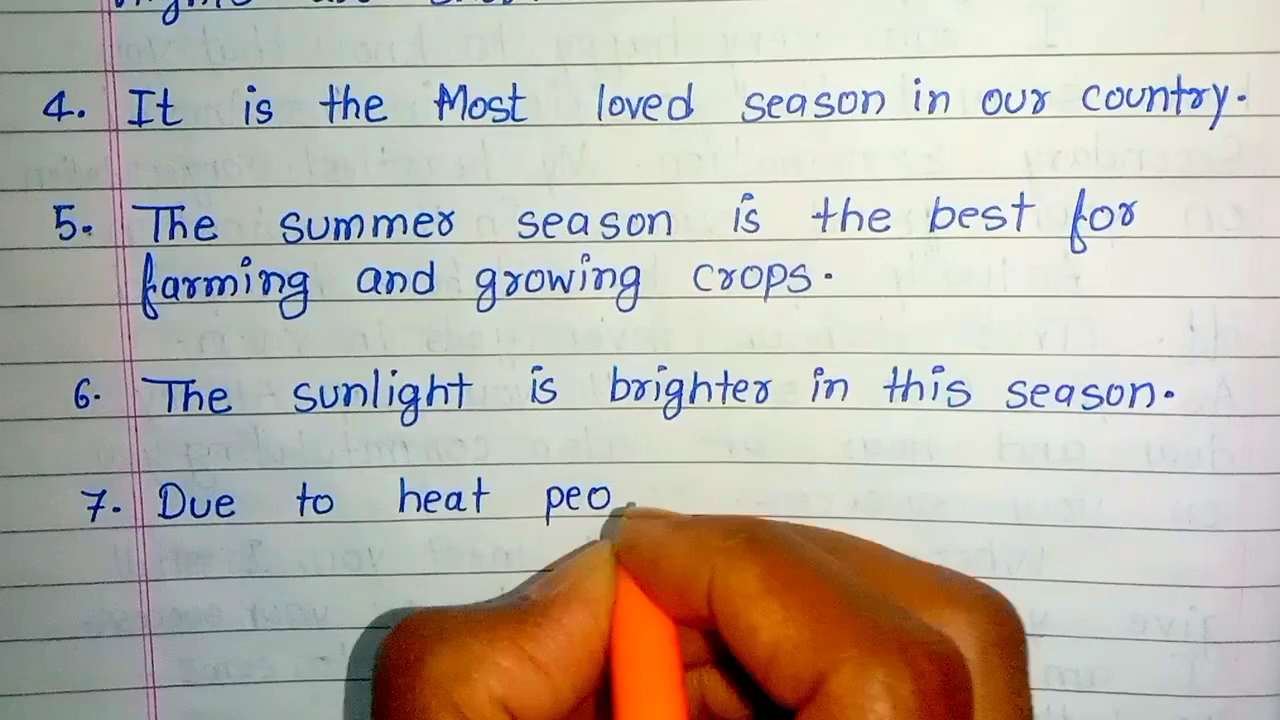 4. It is the Most loved season in our country.
5. The summer season is the best for
farming and growing crops.
6. The sunlight is brighter in this season.
7. Due to heat peo